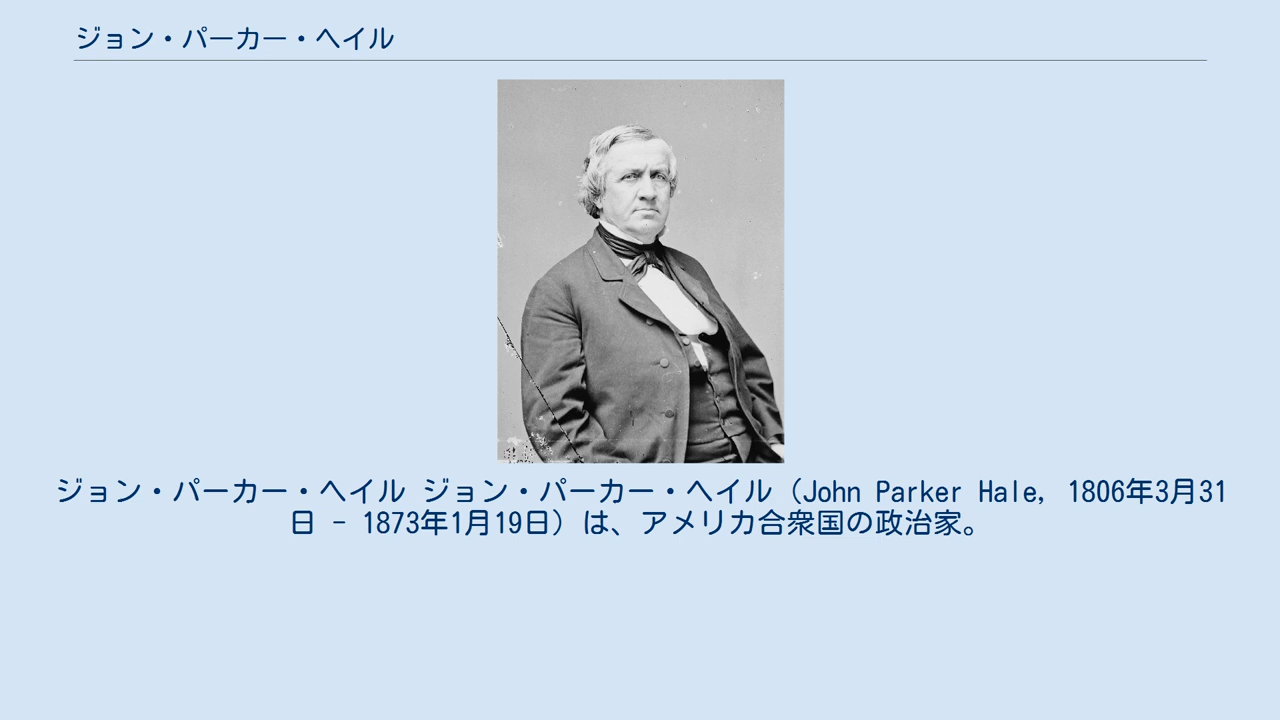 ジョン・パーカー・ヘイル
ジョン・パーカー・ヘイル ジョン・パーカー・ヘイル（John Parker Hale, 1806年3月31
日 – 1873年1月19日）は、アメリカ合衆国の政治家。